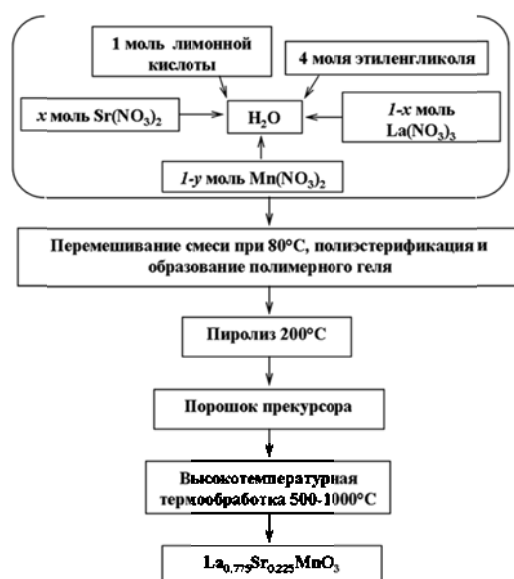 1 моль лимонной
кислоты
4 моля этиленгликоля
x моль Sr(NO₃)₂
H₂O
1-x моль
La(NO₃)₃
1-y моль Mn(NO₃)₂
Перемешивание смеси при 80°C, полиэстерификация и
образование полимерного геля
Пиролиз 200°C
Порошок прекурсора
Высокотемпературная
термообработка 500-1000°C
La₀,₇₇₅Sr₀.₂₂₅MnO₃